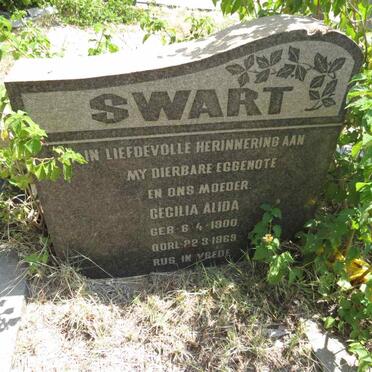 SWART
IN LIEFDEVOLLE HERINNERING AAN
MY DIERBARE EGGENOTE
EN ONS MOEDER
CECILIA ALIDA
GEB. 6-4-1900
OORL. 22-3-1969
RUS IN VREDE